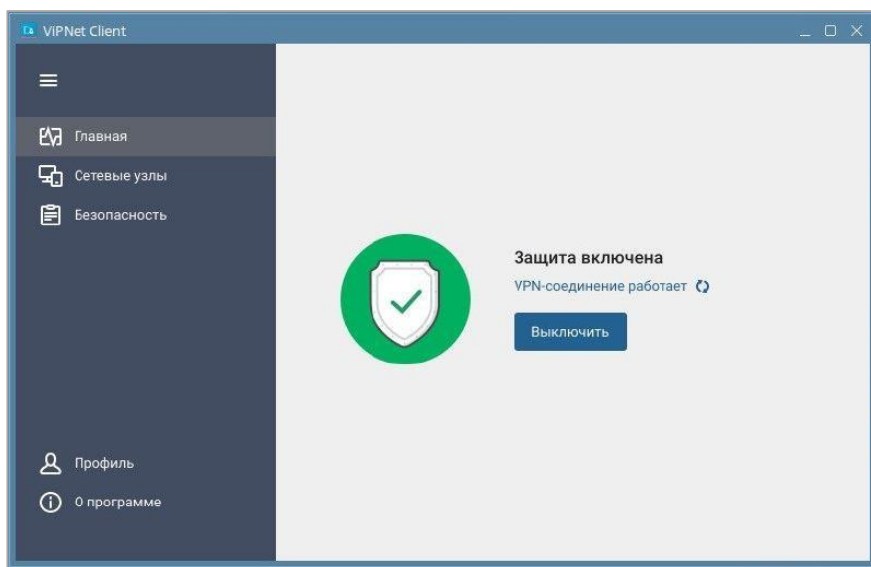 ViPNet Client
Главная
Сетевые узлы
Безопасность
Защита включена
VPN-соединение работает
Выключить
Профиль
О программе